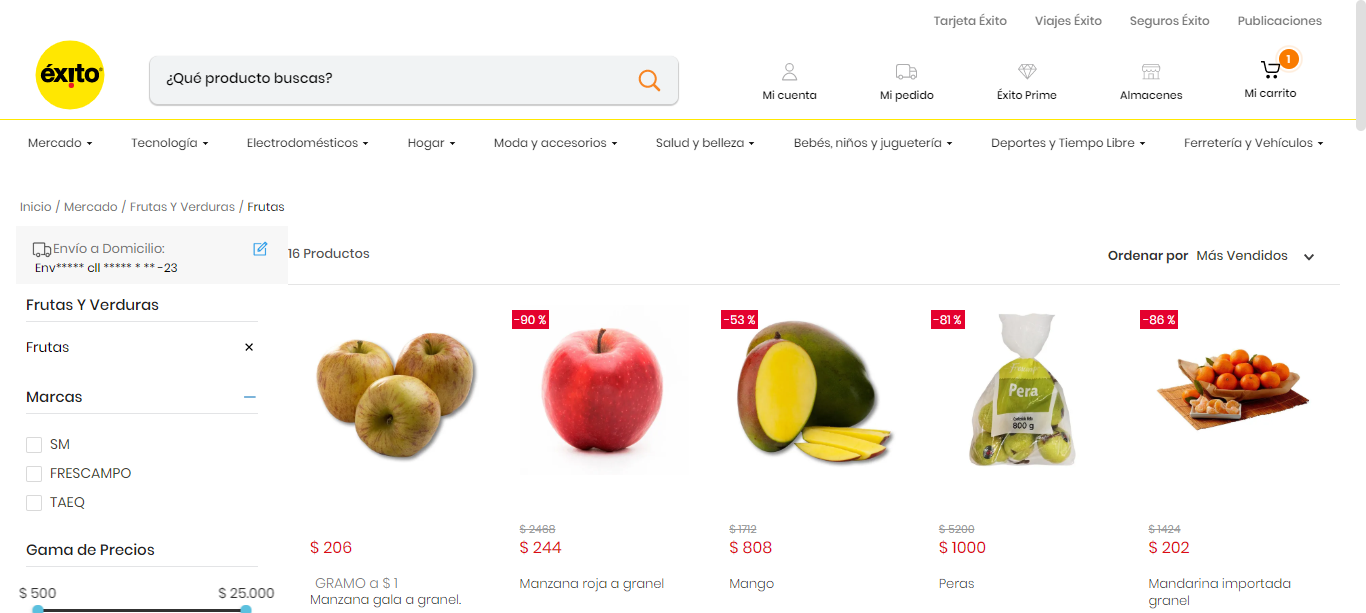 Tarjeta Éxito Viajes Éxito Seguros Éxito Publicaciones
éxito
¿Qué producto buscas?
1
Mi cuenta Mi pedido Éxito Prime Almacenes Mi carrito
Mercado Tecnología Electrodomésticos Hogar Moda y accesorios Salud y belleza Bebés, niños y juguetería Deportes y Tiempo Libre Ferretería y Vehículos
Inicio / Mercado / Frutas Y Verduras / Frutas
Envío a Domicilio:
Env***** cll ***** * ** -23
16 Productos
Ordenar por Más Vendidos
Frutas Y Verduras
Frutas
Marcas
SM
FRESCAMPO
TAEQ
Gama de Precios
$ 500 $ 25.000
-90 % -53 % -81 % -86 %
Pera
800 g
$ 2468 $ 1712 $ 5200 $ 1424
$ 206 $ 244 $ 808 $ 1000 $ 202
GRAMO a $ 1
Manzana gala a granel.
Manzana roja a granel
Mango
Peras
Mandarina importada
granel